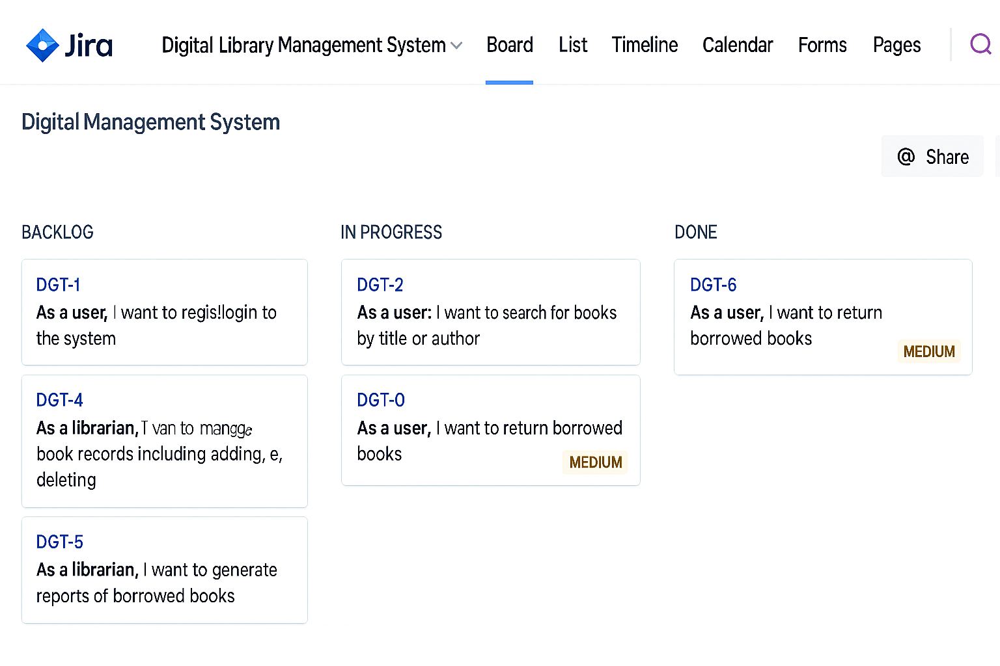 Jira
Digital Library Management System
Board
List
Timeline
Calendar
Forms
Pages
Digital Management System
@ Share
BACKLOG
DGT-1
As a user, I want to regis!login to
the system
DGT-4
As a librarian, T van to mangge
book records including adding, e,
deleting
DGT-5
As a librarian, I want to generate
reports of borrowed books
IN PROGRESS
DGT-2
As a user: I want to search for books
by title or author
DGT-0
As a user, I want to return borrowed
books
MEDIUM
DONE
DGT-6
As a user, I want to return
borrowed books
MEDIUM